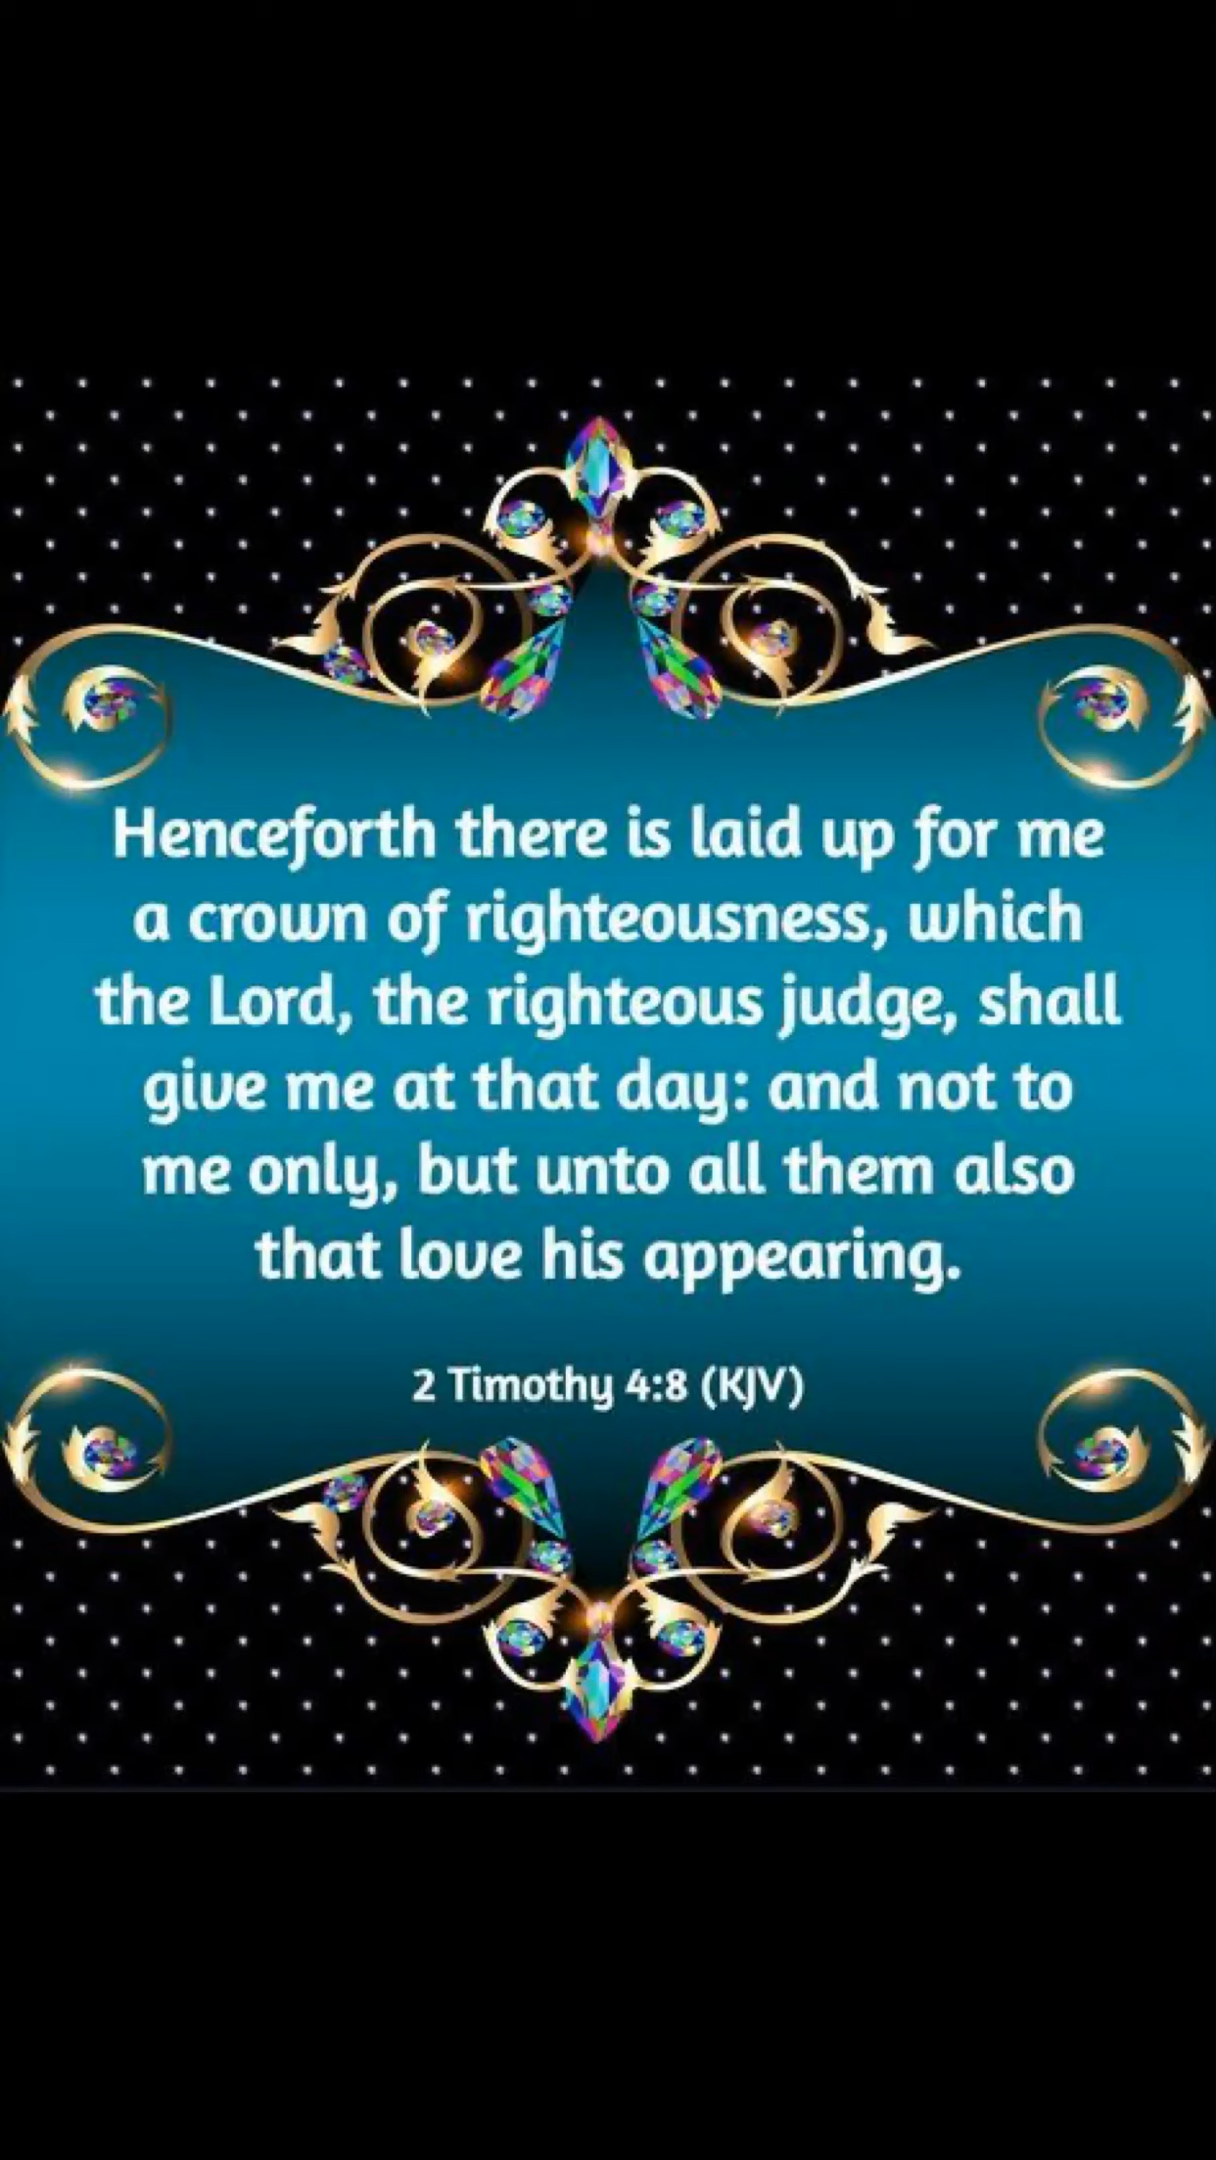 Henceforth there is laid up for me
a crown of righteousness, which
the Lord, the righteous judge, shall
give me at that day: and not to
me only, but unto all them also
that love his appearing.
2 Timothy 4:8 (KJV)